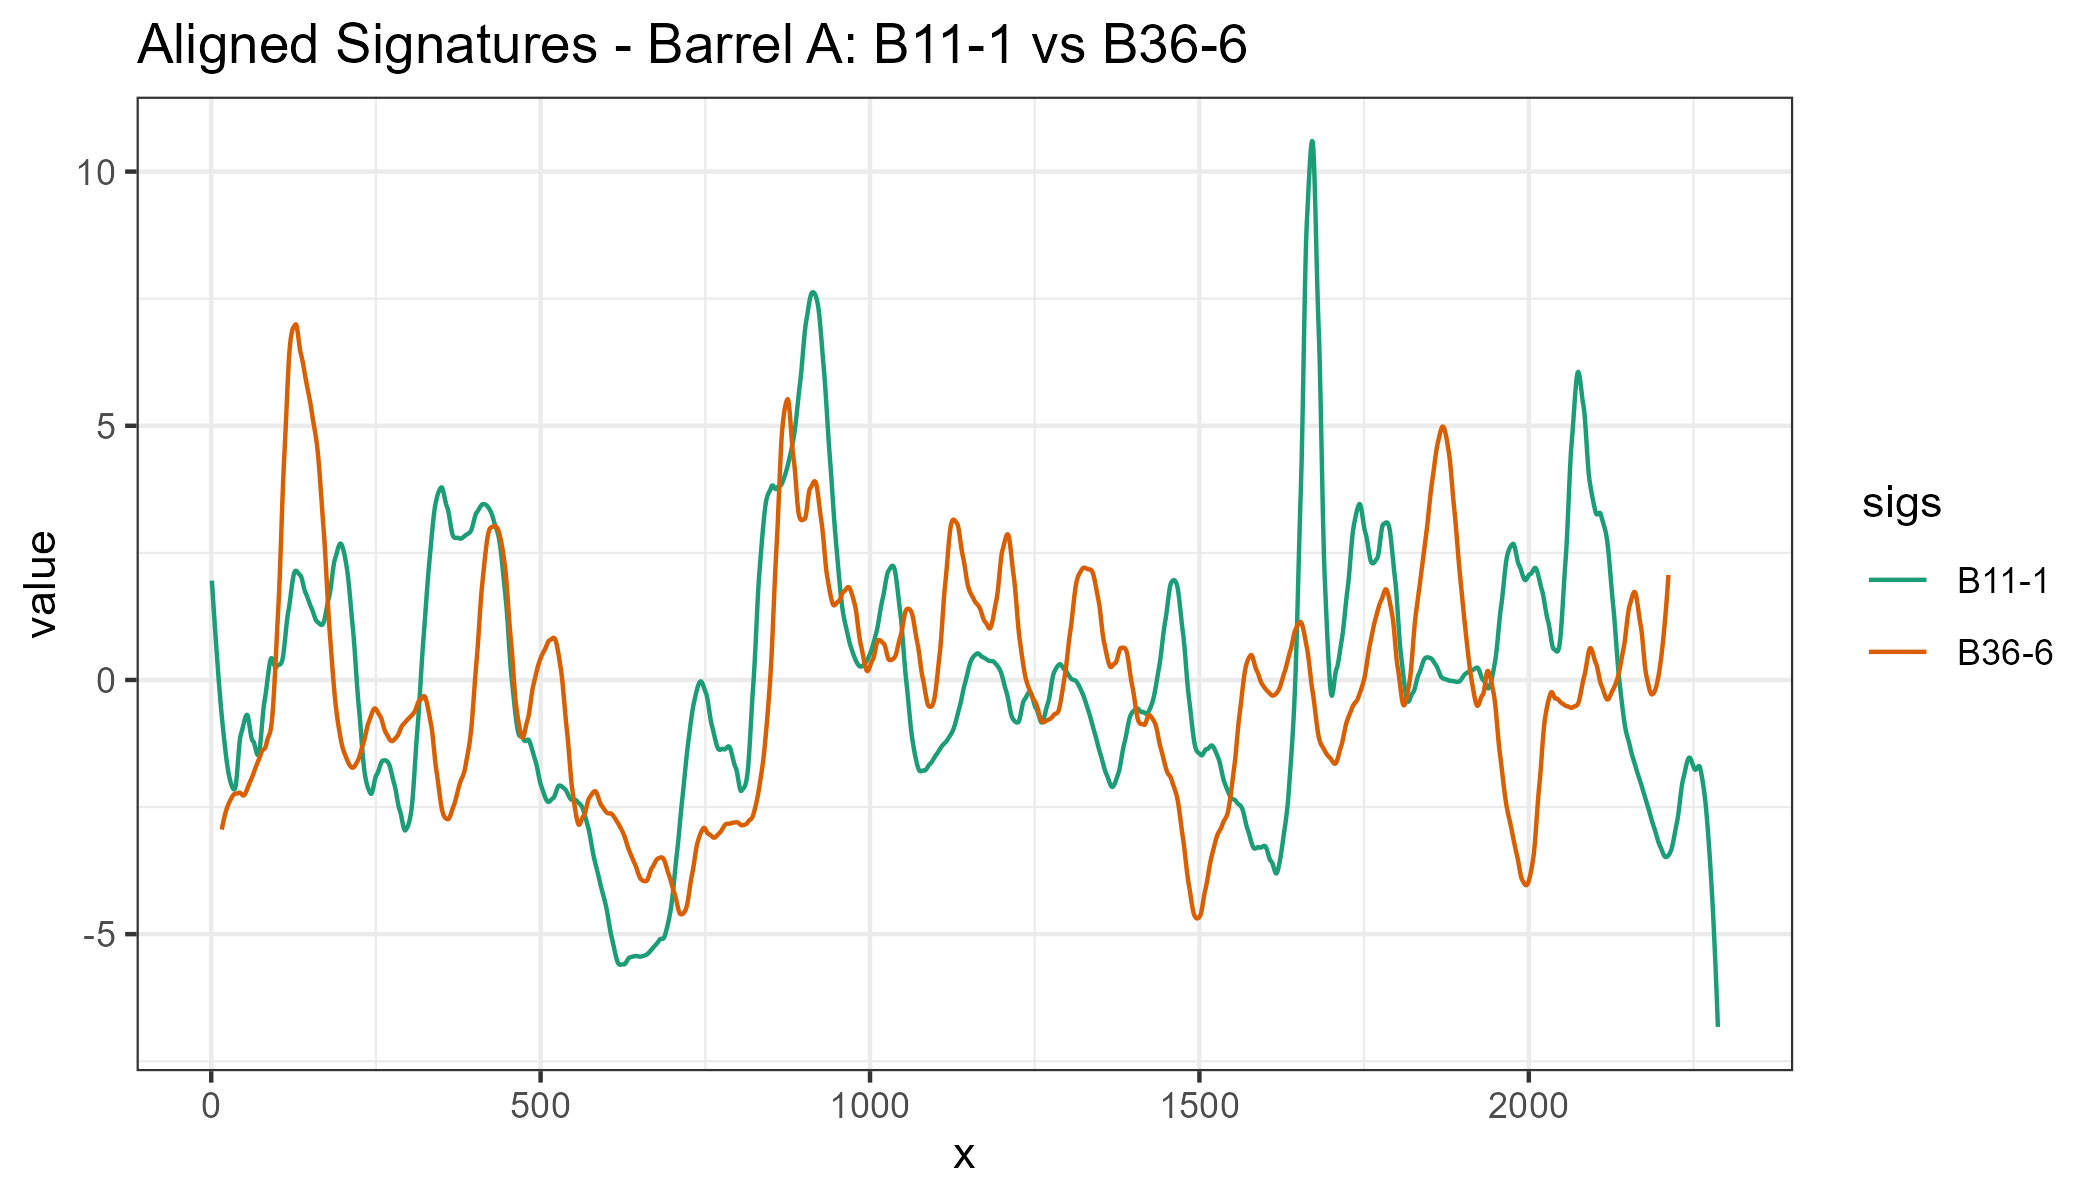 Aligned Signatures - Barrel A: B11-1 vs B36-6
value
10
5
0
-5
0 500 1000 1500 2000
x
sigs
B11-1
B36-6